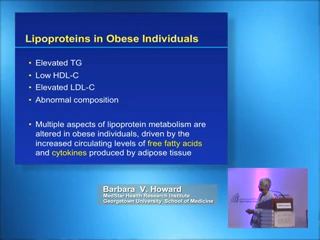 Lipoproteins in Obese Individuals
• Elevated TG
• Low HDL-C
• Elevated LDL-C
• Abnormal composition
• Multiple aspects of lipoprotein metabolism are
altered in obese individuals, driven by the
increased circulating levels of free fatty acids
and cytokines produced by adipose tissue
Barbara V. Howard
MedStar Health Research Institute
Georgetown University School of Medicine